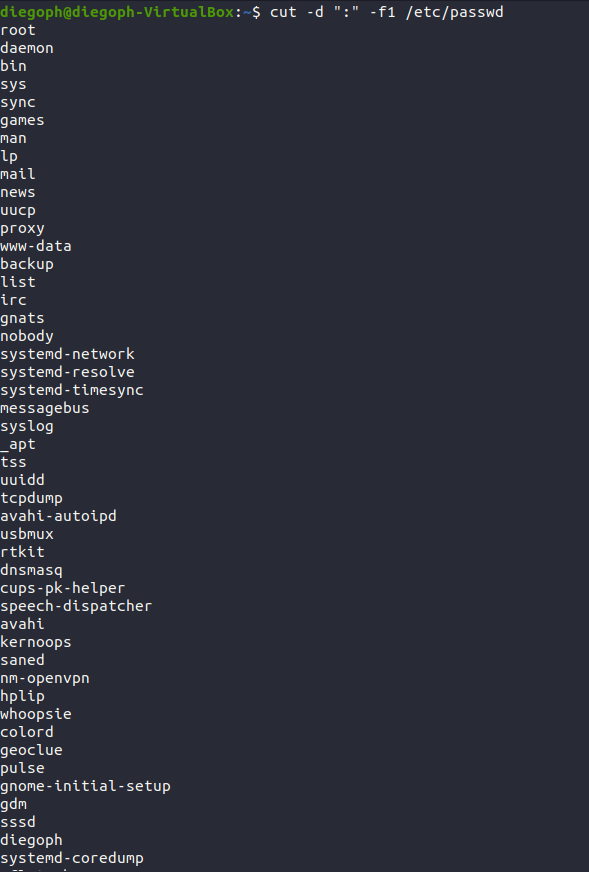 diegoph@diegoph-VirtualBox:~$ cut -d ":" -f1 /etc/passwd
root
daemon
bin
sys
sync
games
man
lp
mail
news
uucp
proxy
www-data
backup
list
irc
gnats
nobody
systemd-network
systemd-resolve
systemd-timesync
messagebus
syslog
_apt
tss
uuidd
tcpdump
avahi-autoipd
usbmux
rtkit
dnsmasq
cups-pk-helper
speech-dispatcher
avahi
kernoops
saned
nm-openvpn
hplip
whoopsie
colord
geoclue
pulse
gnome-initial-setup
gdm
sssd
diegoph
systemd-coredump